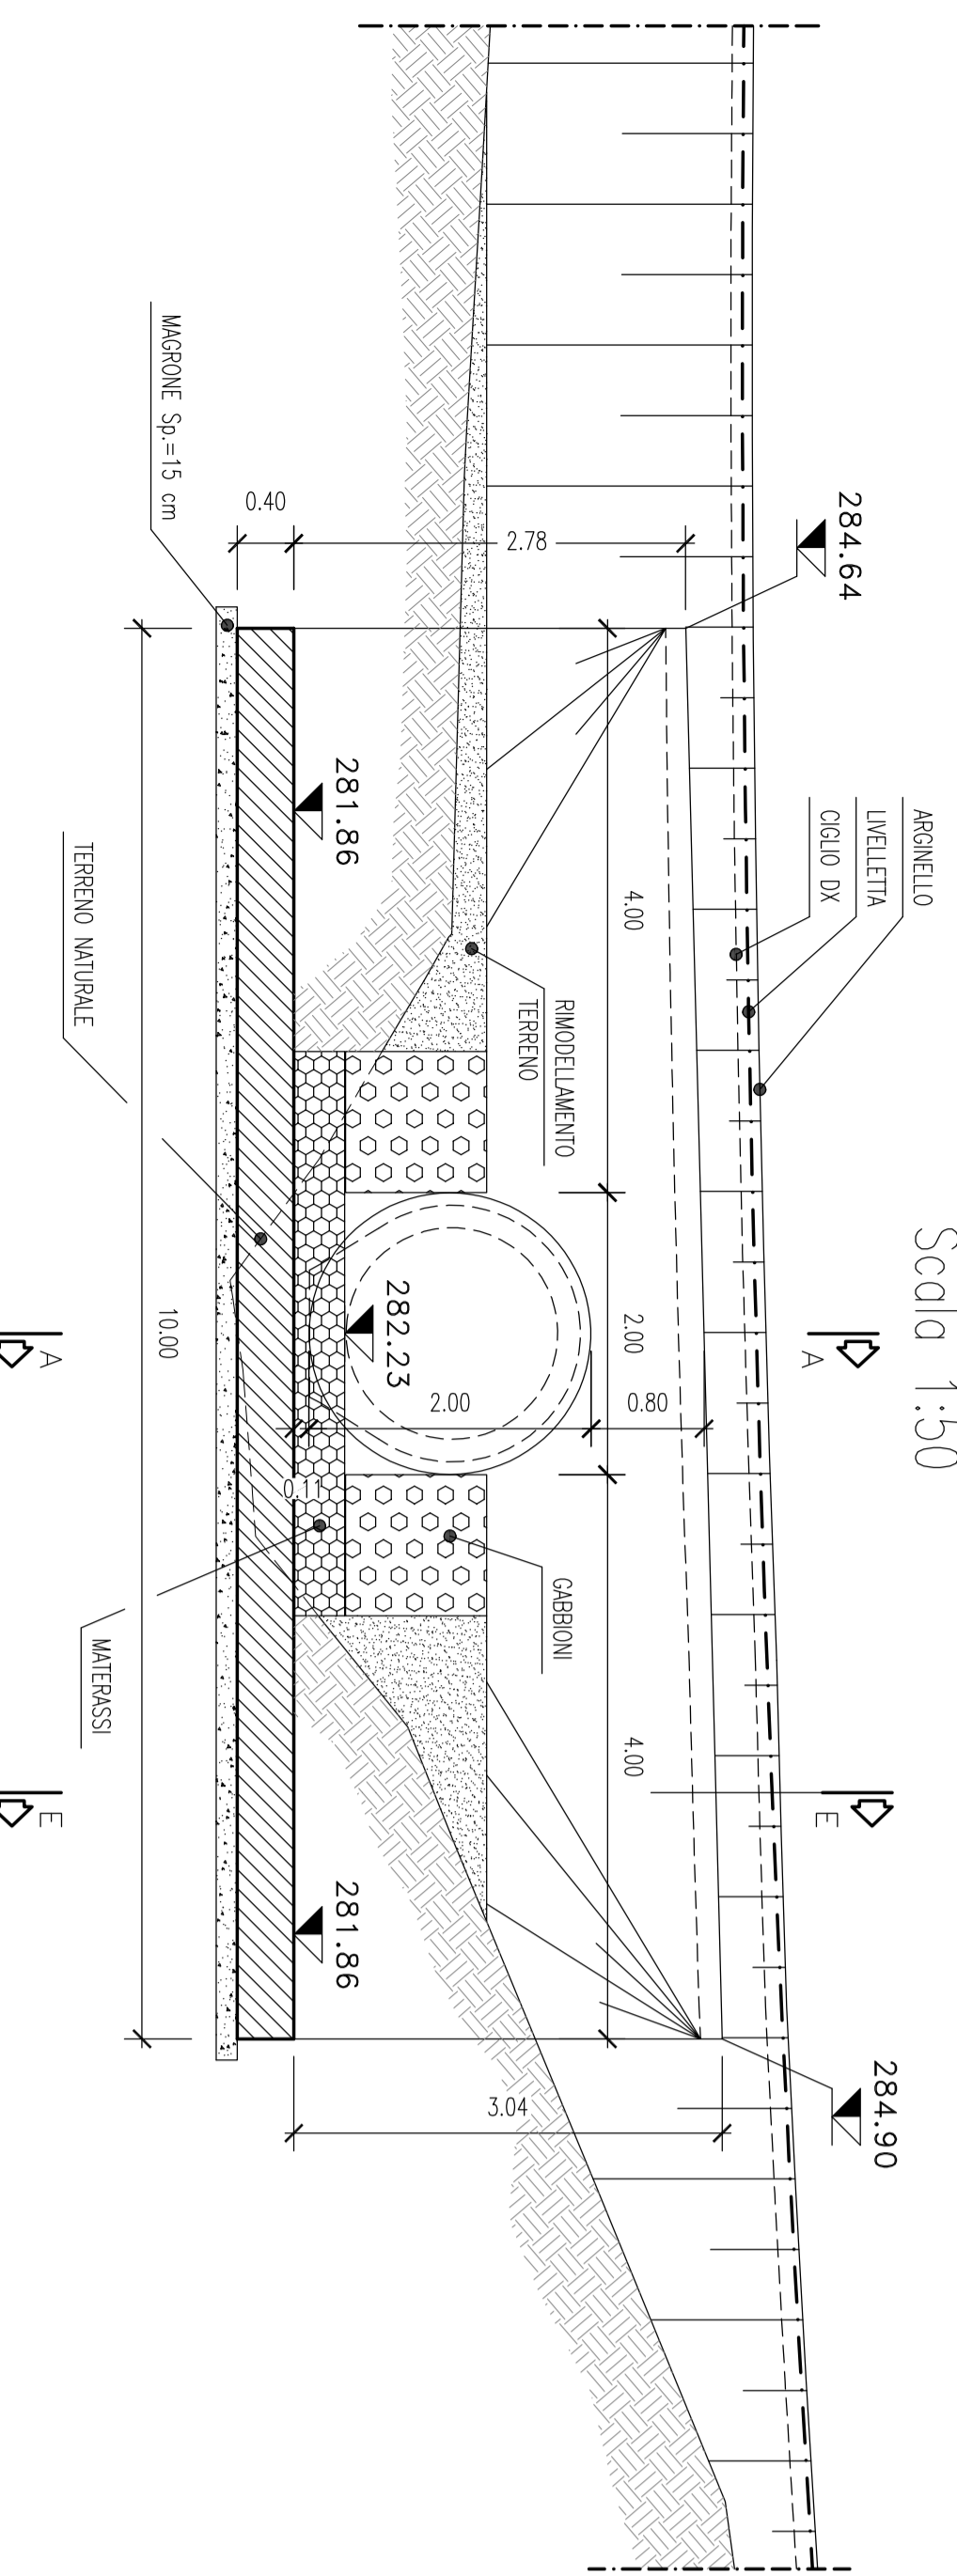 Scala 1:50
284.64
284.90
ARGINELLO
LIVELLETTA
CIGLIO DX
A
E
4.00
2.00
4.00
0.80
2.00
2.78
3.04
0.40
0.11
RIMODELLAMENTO
TERRENO
GABBIONI
282.23
281.86
281.86
MAGRONE Sp.=15 cm
10.00
TERRENO NATURALE
MATERASSI
A
E